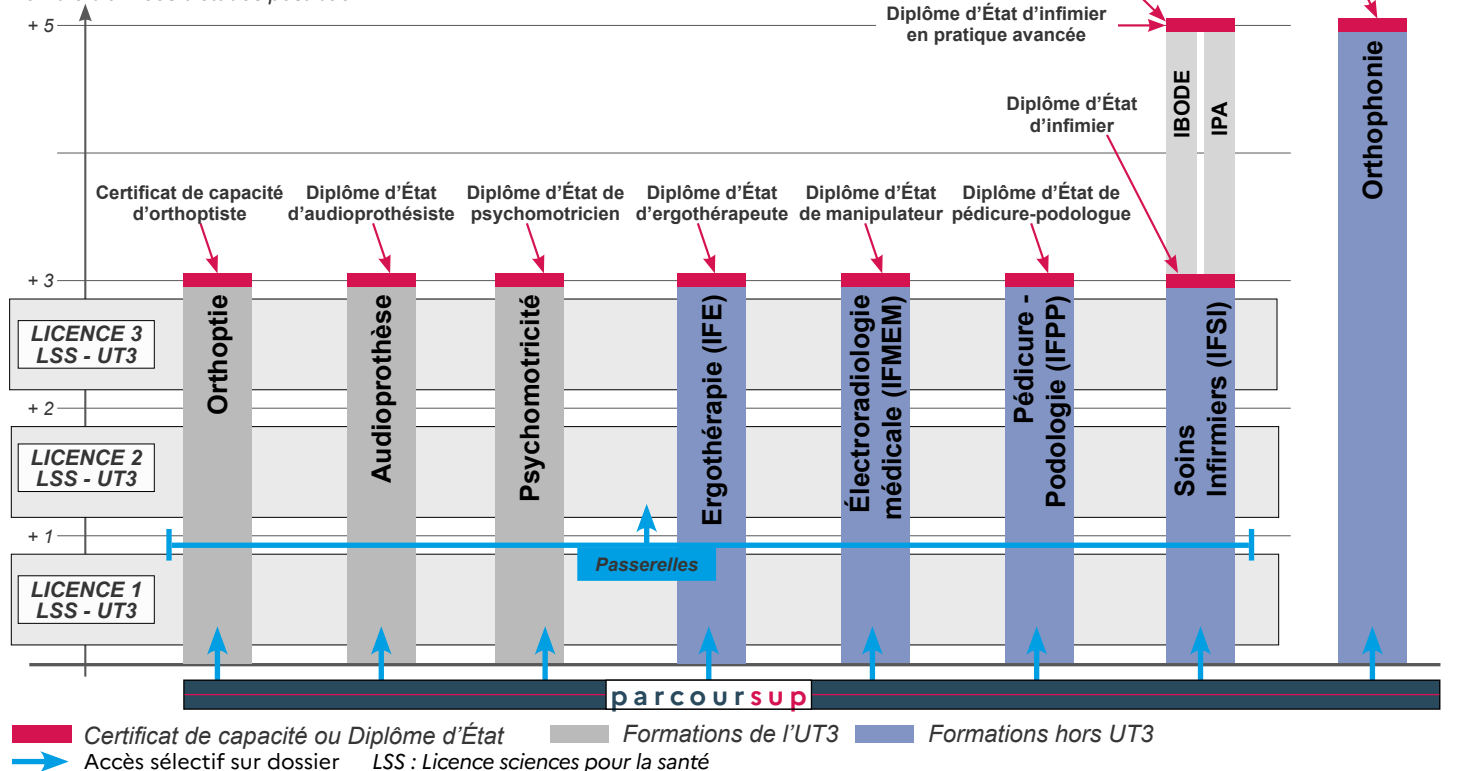 + 5
Diplôme d'État d'infimier
en pratique avancée
IBODE
IPA
Orthophonie
Diplôme d'État
d'infimier
Certificat de capacité
d'orthoptiste
Diplôme d'État
d'audioprothésiste
Diplôme d'État de
psychomotricien
Diplôme d'État
d'ergothérapeute
Diplôme d'État
de manipulateur
Diplôme d'État de
pédicure-podologue
+ 3
LICENCE 3
LSS - UT3
Orthoptie
Audioprothèse
Psychomotricité
Ergothérapie (IFE)
Électroradiologie
médicale (IFMEM)
Pédicure -
Podologie (IFPP)
Soins
Infirmiers (IFSI)
+ 2
LICENCE 2
LSS - UT3
+ 1
Passerelles
LICENCE 1
LSS - UT3
parcoursup
Certificat de capacité ou Diplôme d'État
Formations de l'UT3
Formations hors UT3
Accès sélectif sur dossier
LSS : Licence sciences pour la santé